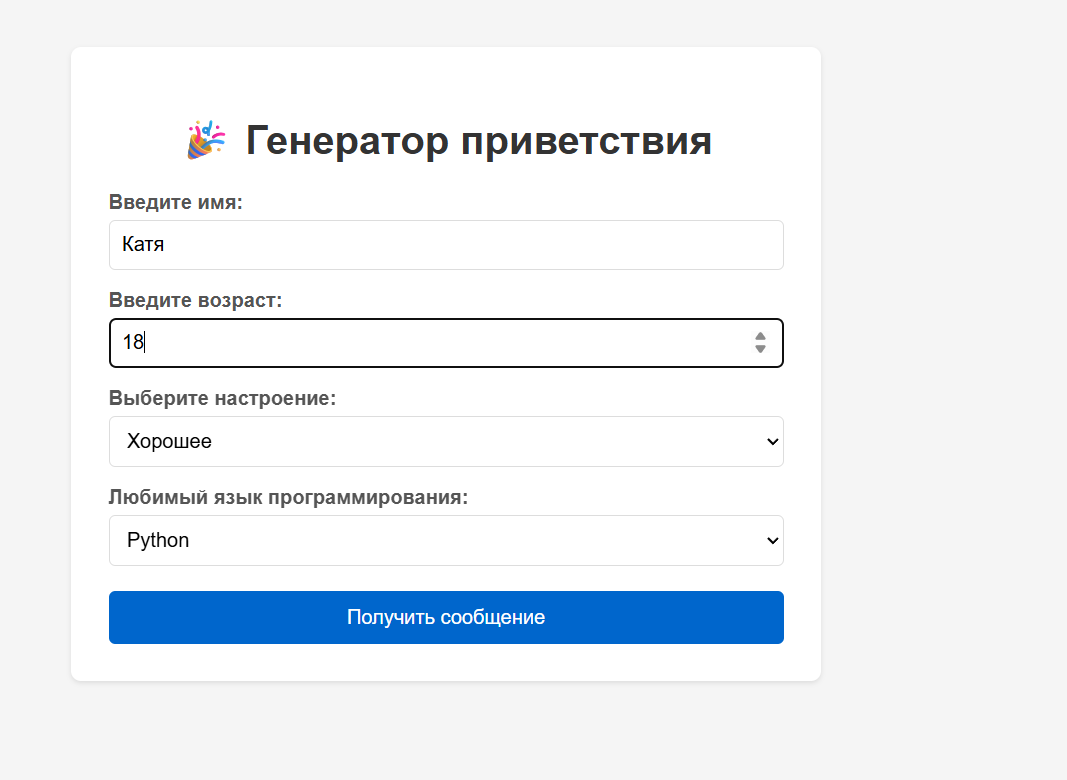 🎉 Генератор приветствия
Введите имя:
Катя
Введите возраст:
18
Выберите настроение:
Хорошее
Любимый язык программирования:
Python
Получить сообщение